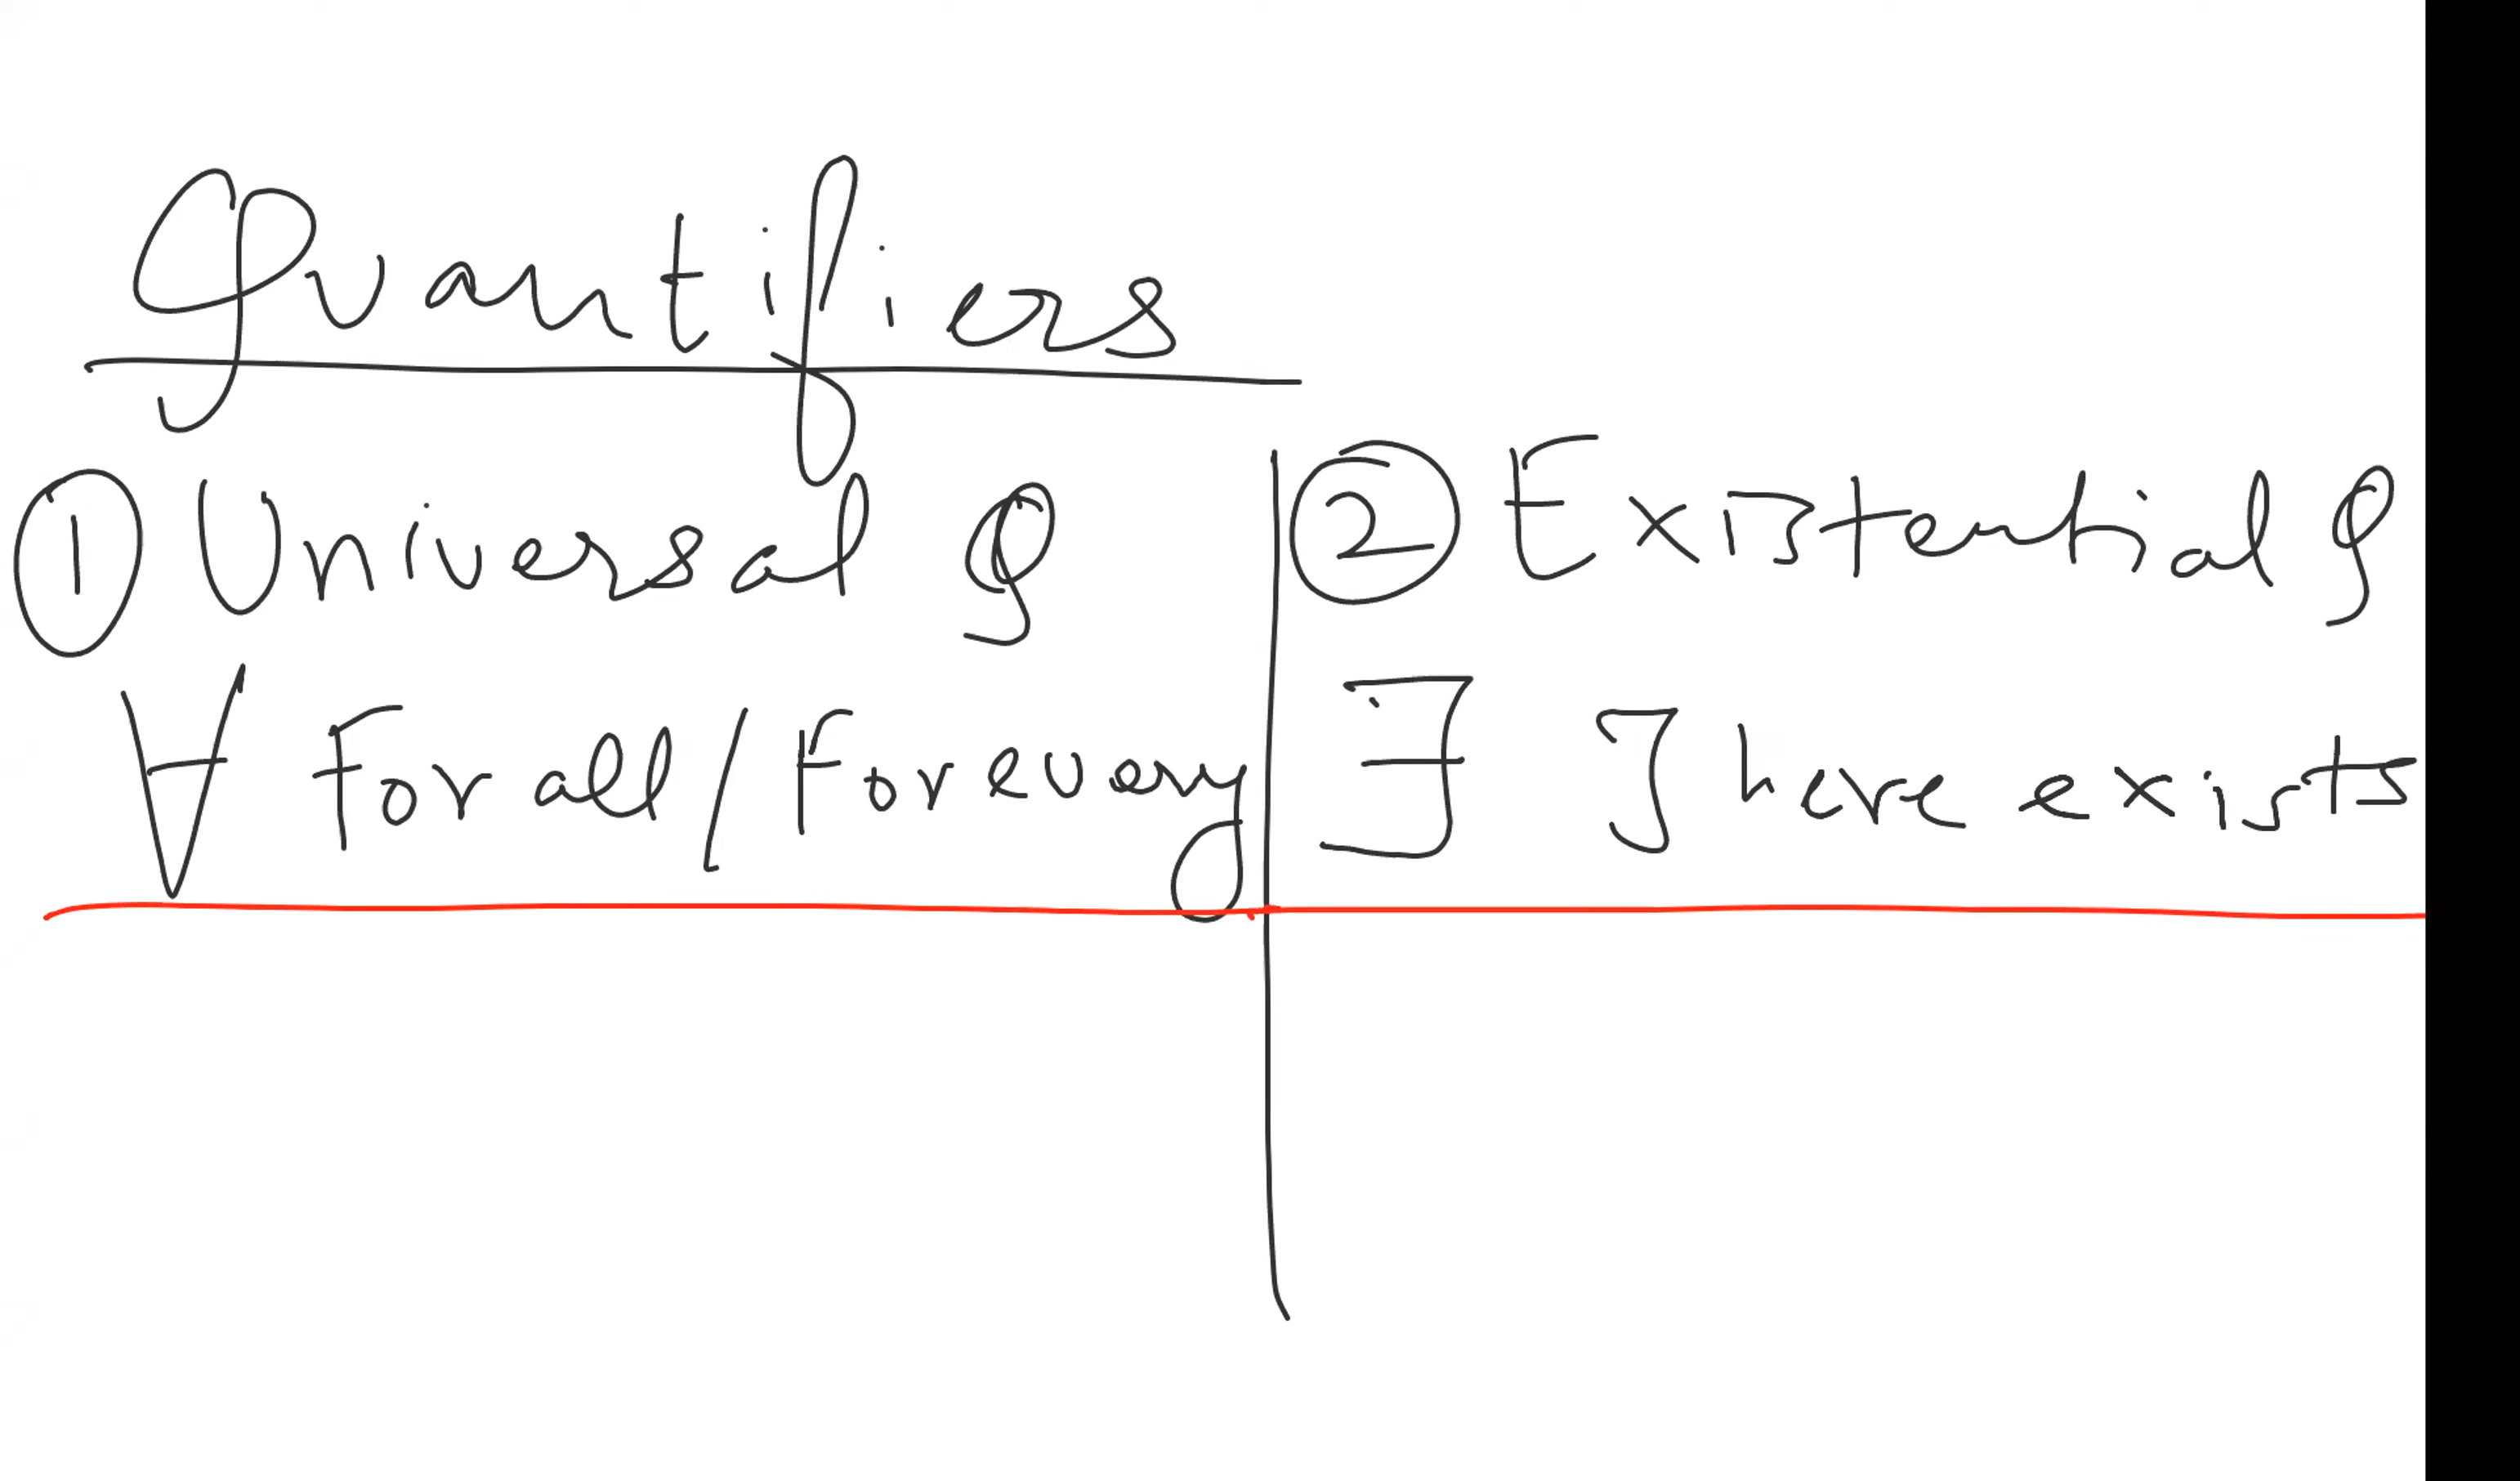 Quantifiers
① Universal Q
∀ For all / For every
② Existential Q
∃ There exists